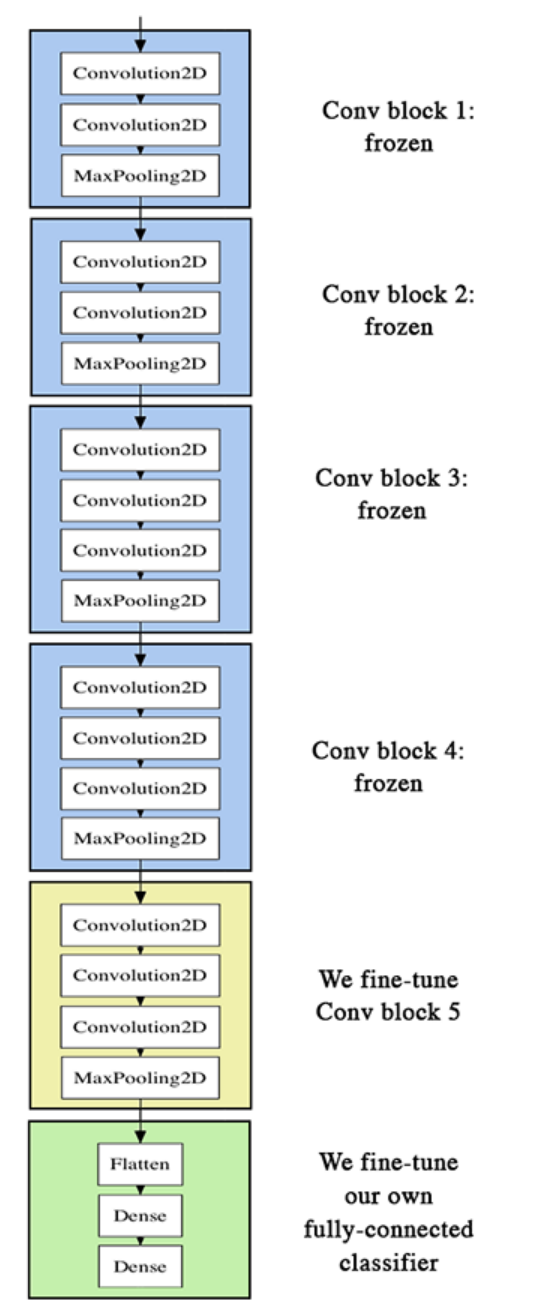 Convolution2D
Convolution2D
MaxPooling2D
Conv block 1:
frozen
Convolution2D
Convolution2D
MaxPooling2D
Conv block 2:
frozen
Convolution2D
Convolution2D
Convolution2D
MaxPooling2D
Conv block 3:
frozen
Convolution2D
Convolution2D
Convolution2D
MaxPooling2D
Conv block 4:
frozen
Convolution2D
Convolution2D
Convolution2D
MaxPooling2D
We fine-tune
Conv block 5
Flatten
Dense
Dense
We fine-tune
our own
fully-connected
classifier